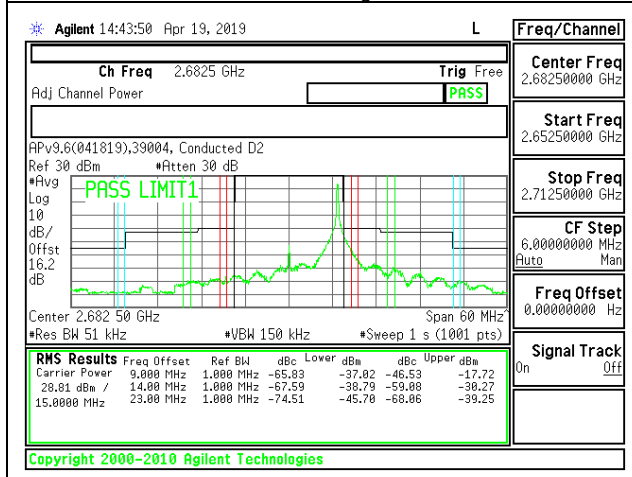 Agilent 14:43:50 Apr 19, 2019 L
Freq/Channel
Ch Freq 2.6825 GHz Trig Free
Adj Channel Power PASS
APv9.6(041819),39004, Conducted D2
Ref 30 dBm #Atten 30 dB
#Avg
Log
10
dB/
Offst
16.2
dB
PASS LIMIT1
Center 2.682 50 GHz Span 60 MHz
#Res BW 51 kHz #VBW 150 kHz #Sweep 1 s (1001 pts)
RMS Results Freq Offset Ref BW dBc Lower dBm dBc Upper dBm
Carrier Power 9.000 MHz 1.000 MHz -65.83 -37.02 -46.53 -17.72
28.81 dBm / 14.00 MHz 1.000 MHz -67.59 -38.79 -59.08 -30.27
15.0000 MHz 23.00 MHz 1.000 MHz -74.51 -45.70 -68.06 -39.25
Copyright 2000-2010 Agilent Technologies
Center Freq
2.68250000 GHz
Start Freq
2.65250000 GHz
Stop Freq
2.71250000 GHz
CF Step
6.00000000 MHz
Auto Man
Freq Offset
0.00000000 Hz
Signal Track
On Off